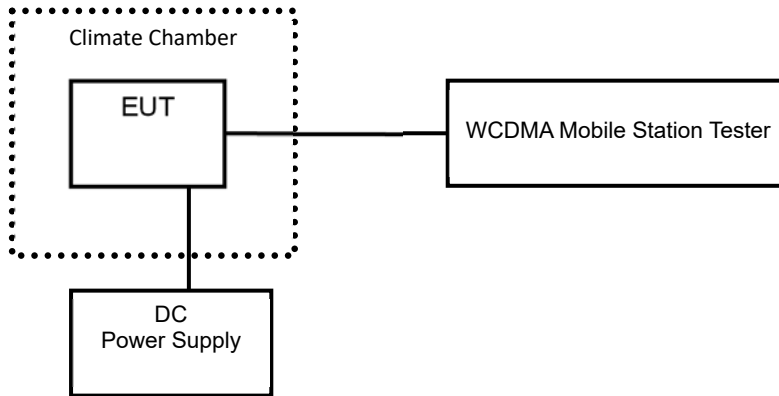 Climate Chamber
EUT
WCDMA Mobile Station Tester
DC
Power Supply